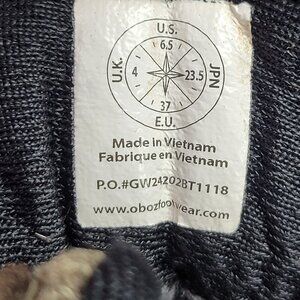 U.S.
6.5
U.K. 4 23.5 JPN
37
E.U.
Made in Vietnam
Fabrique en Vietnam
P.O.#GW24202BT1118
www.obozfootwear.com